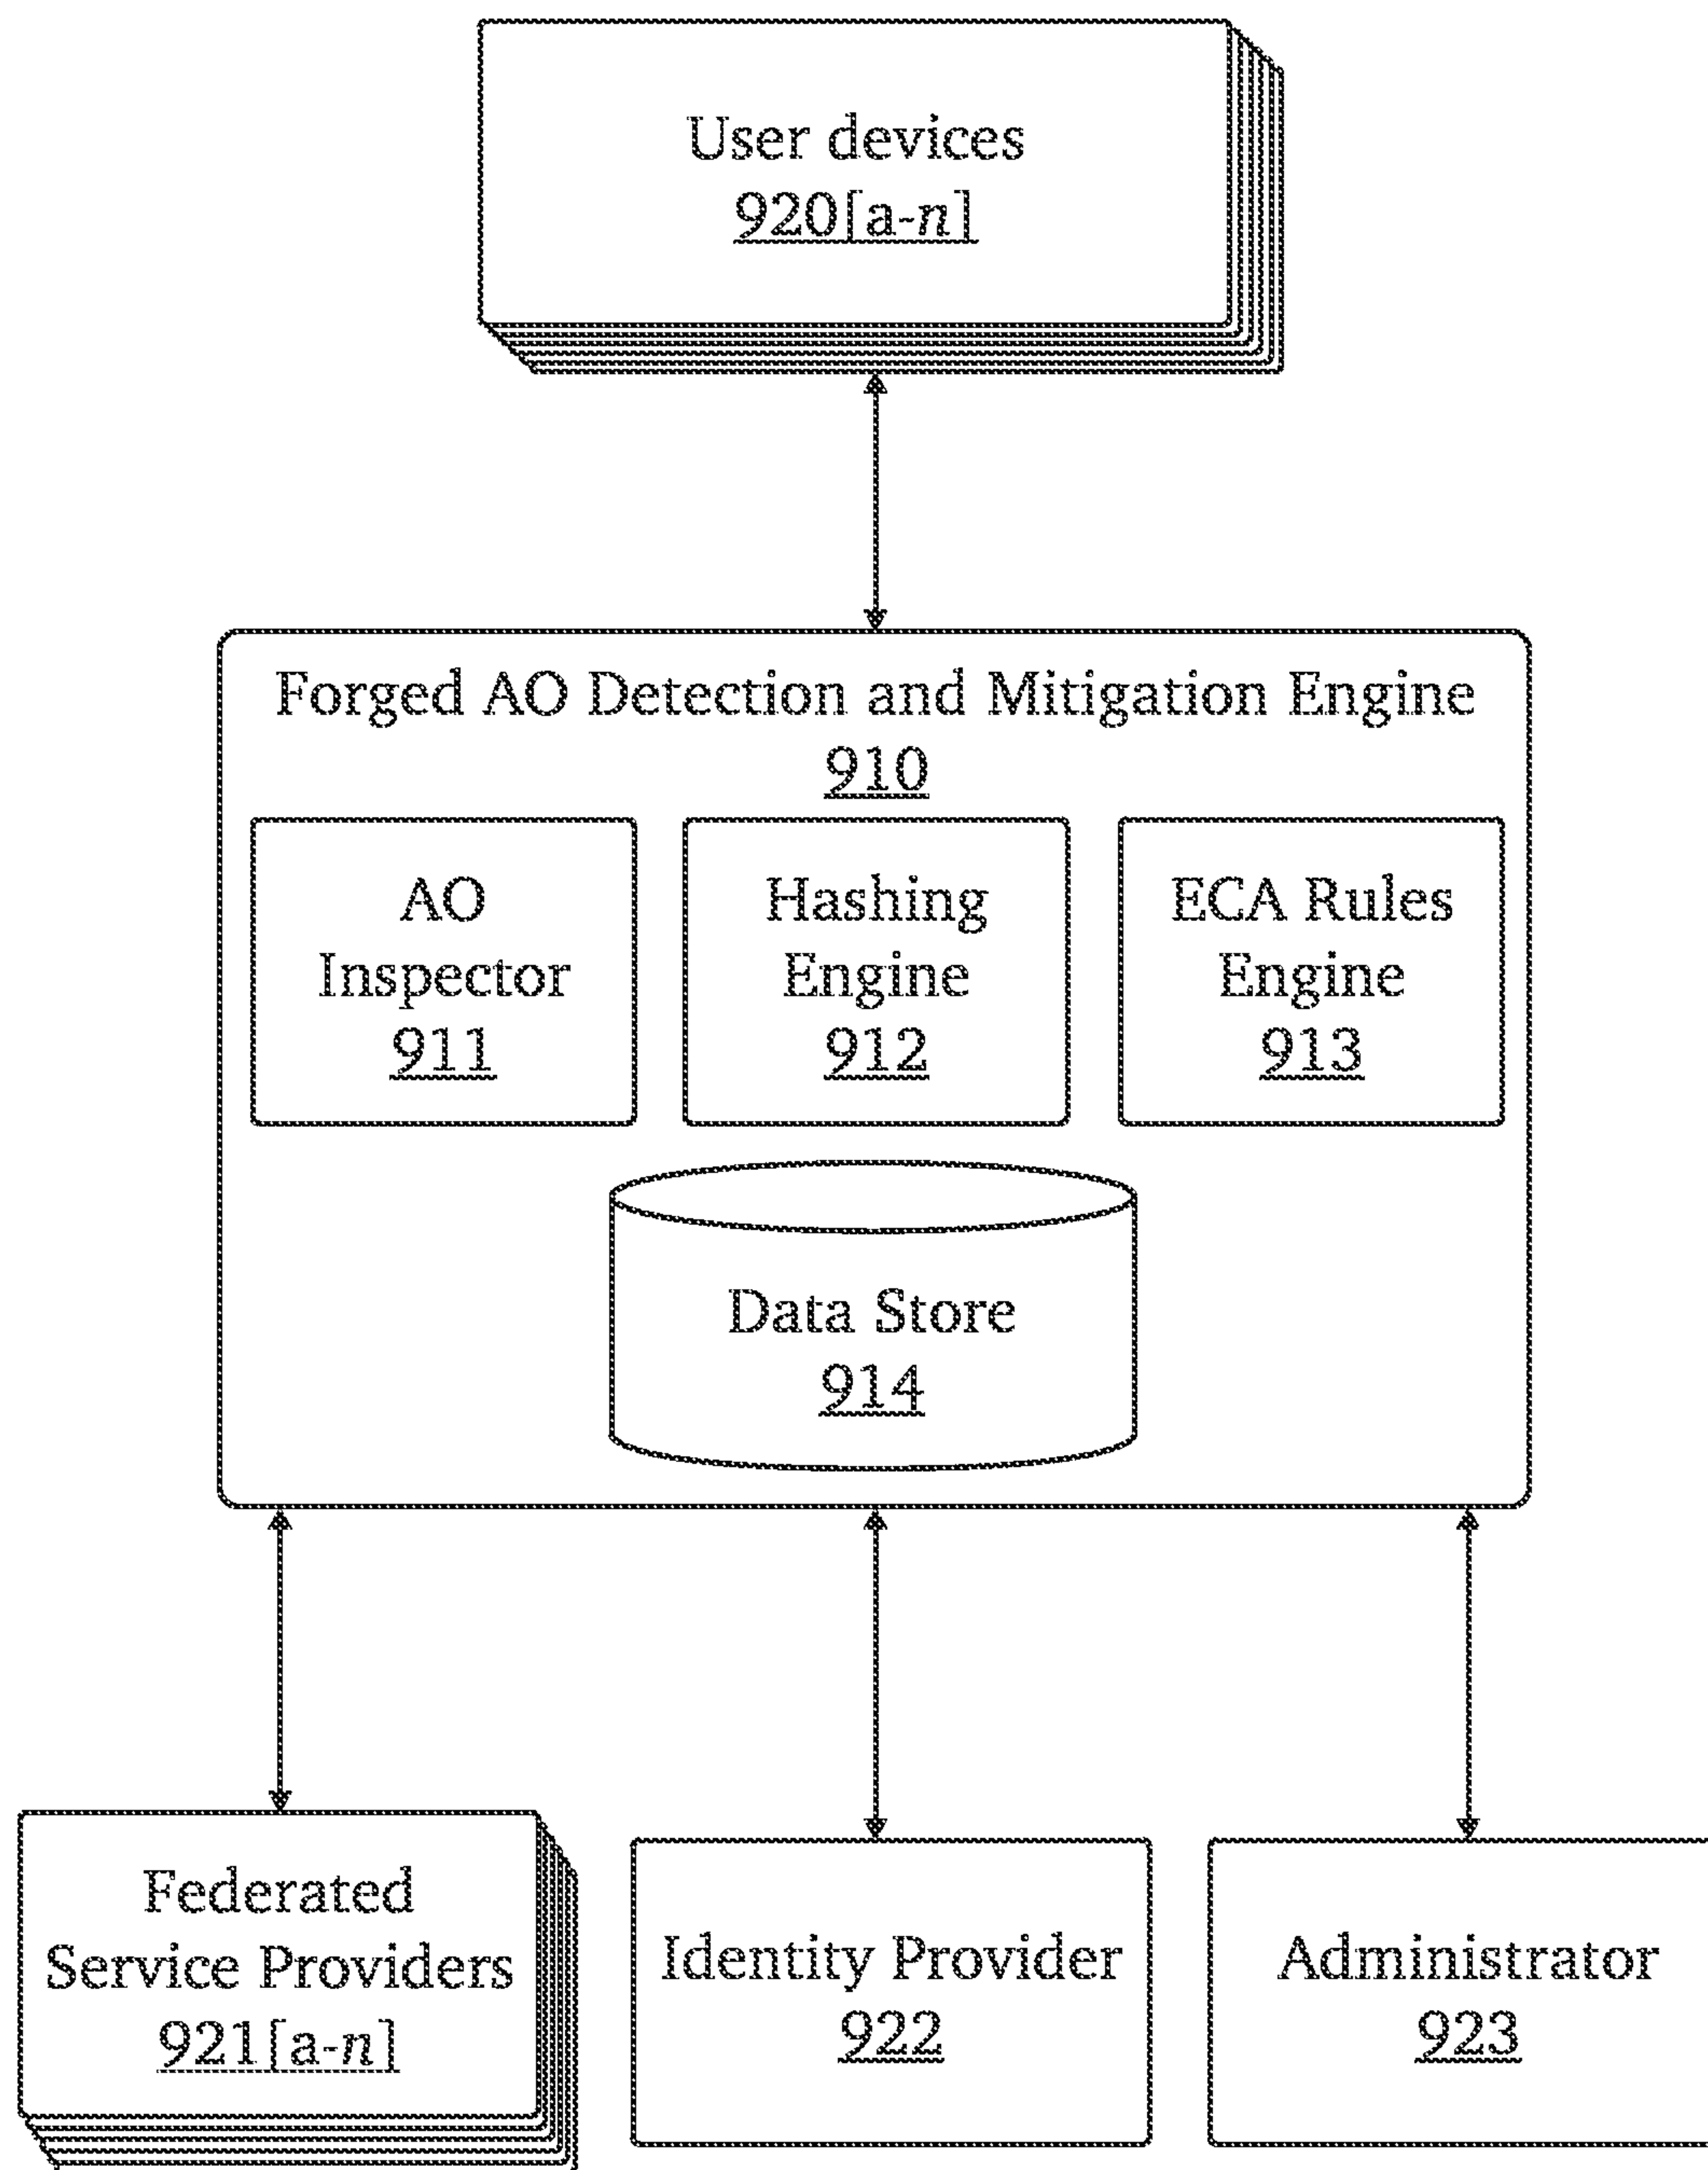 User devices
920[a-n]
Forged AO Detection and Mitigation Engine
910
AO
Inspector
911
Hashing
Engine
912
ECA Rules
Engine
913
Data Store
914
Federated
Service Providers
921[a-n]
Identity Provider
922
Administrator
923